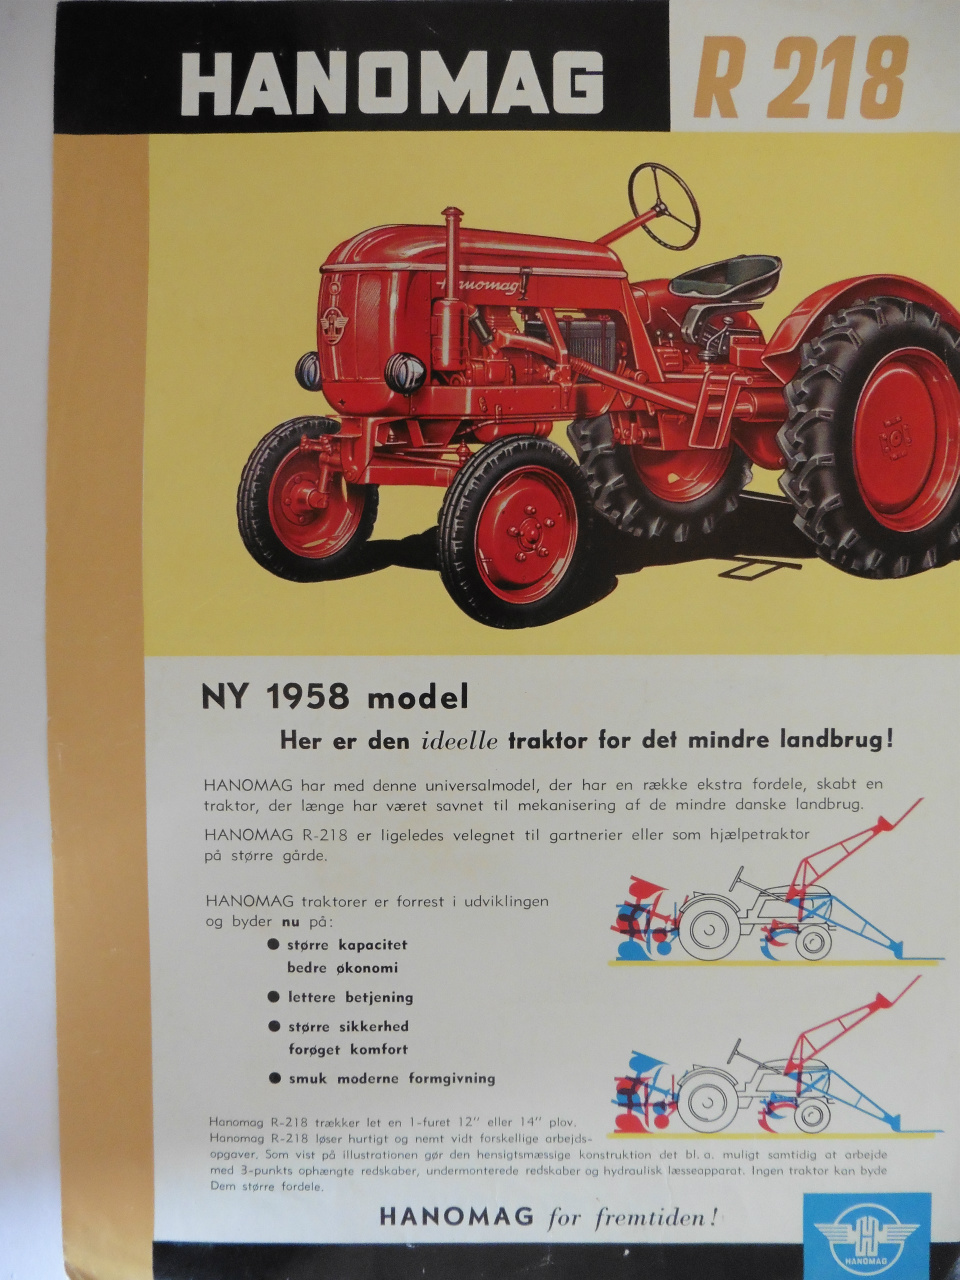 HANOMAG R 218
Hanomag
NY 1958 model
Her er den ideelle traktor for det mindre landbrug!
HANOMAG har med denne universalmodel, der har en række ekstra fordele, skabt en
traktor, der længe har været savnet til mekanisering af de mindre danske landbrug.
HANOMAG R-218 er ligeledes velegnet til gartnerier eller som hjælpetraktor
på større gårde.
HANOMAG traktorer er forrest i udviklingen
og byder nu på:
● større kapacitet
bedre økonomi
● lettere betjening
● større sikkerhed
forøget komfort
● smuk moderne formgivning
Hanomag R-218 trækker let en 1-furet 12″ eller 14″ plov.
Hanomag R-218 løser hurtigt og nemt vidt forskellige arbejds-
opgaver. Som vist på illustrationen gør den hensigtsmæssige konstruktion det bl. a. muligt samtidig at arbejde
med 3-punkts ophængte redskaber, undermonterede redskaber og hydraulisk læsseapparat. Ingen traktor kan byde
Dem større fordele.
HANOMAG for fremtiden!
HANOMAG